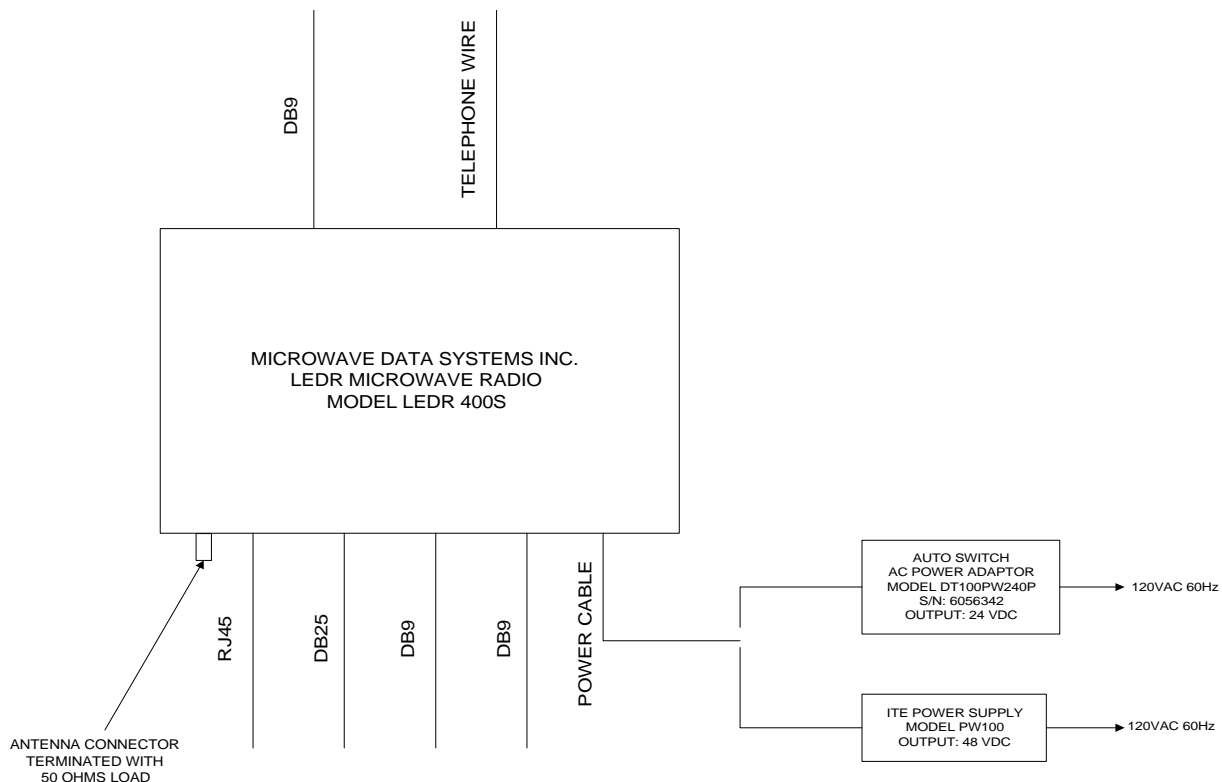 DB9
TELEPHONE WIRE
MICROWAVE DATA SYSTEMS INC.
LEDR MICROWAVE RADIO
MODEL LEDR 400S
RJ45
DB25
DB9
DB9
POWER CABLE
AUTO SWITCH
AC POWER ADAPTOR
MODEL DT100PW240P
S/N: 6056342
OUTPUT: 24 VDC
120VAC 60Hz
ITE POWER SUPPLY
MODEL PW100
OUTPUT: 48 VDC
120VAC 60Hz
ANTENNA CONNECTOR
TERMINATED WITH
50 OHMS LOAD